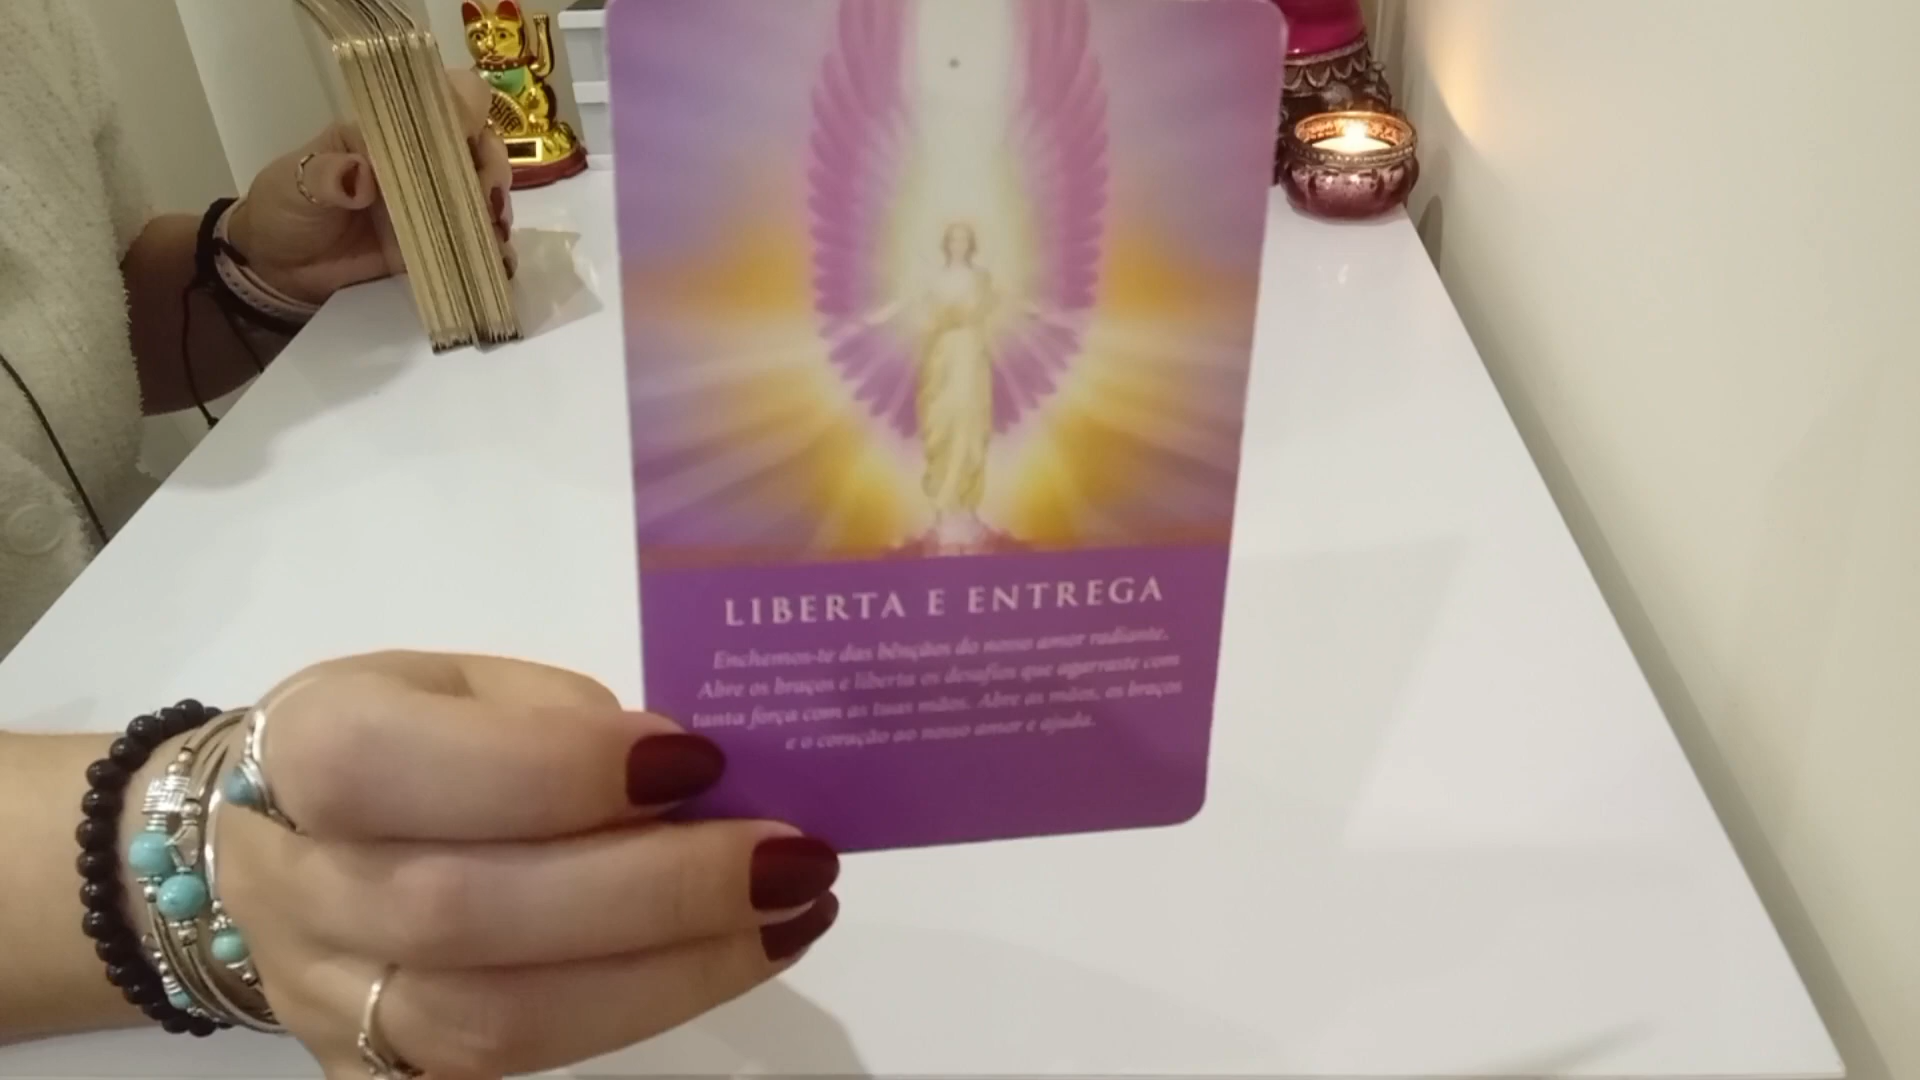 LIBERTA E ENTREGA
Enchemos-te das bênçãos do nosso amor radiante.
Abre os braços e liberta os desafios que agarraste com
tanta força com as tuas mãos. Abre as mãos, os braços
e o coração ao nosso amor e ajuda.